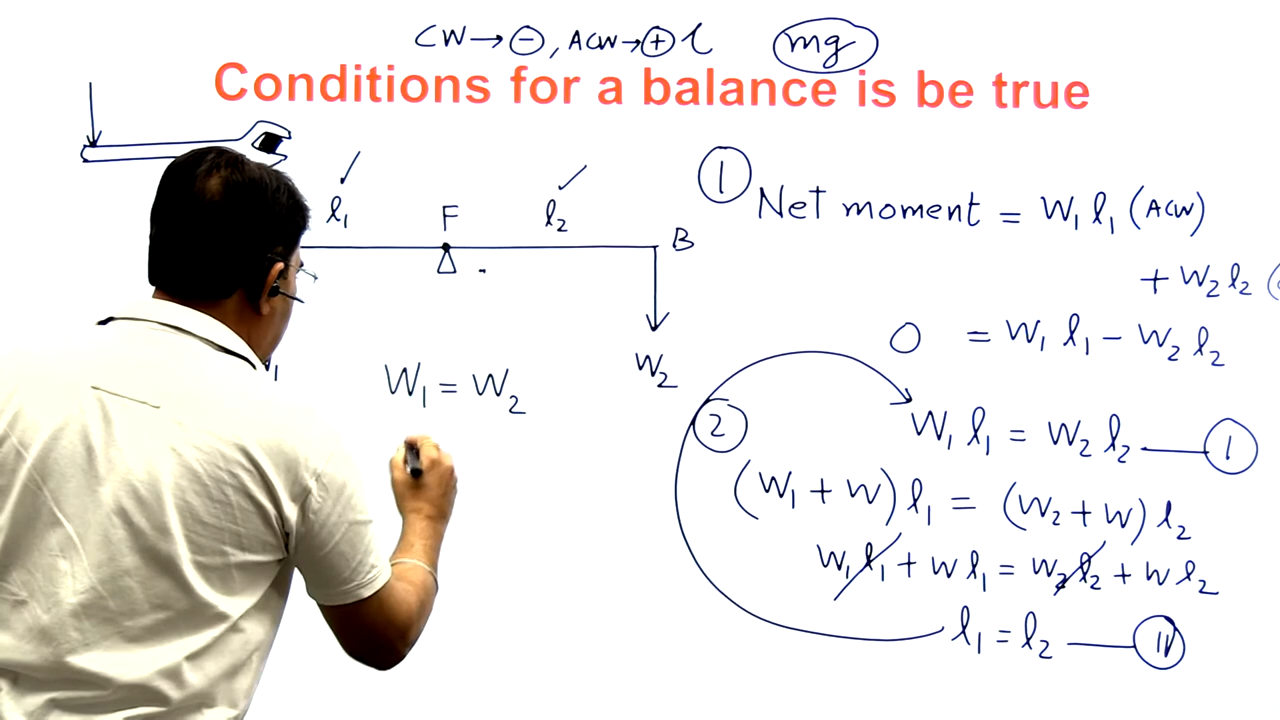 CW → ⊖, ACW → ⊕ l
mg
Conditions for a balance is be true
l₁ F l₂
B
W₂
W₁ = W₂
① Net moment = W₁ l₁ (ACW)
+ W₂ l₂ (
0 = W₁ l₁ − W₂ l₂
② W₁ l₁ = W₂ l₂ — Ⓘ
(W₁ + W) l₁ = (W₂ + W) l₂
W₁ l₁ + W l₁ = W₂ l₂ + W l₂
l₁ = l₂ —